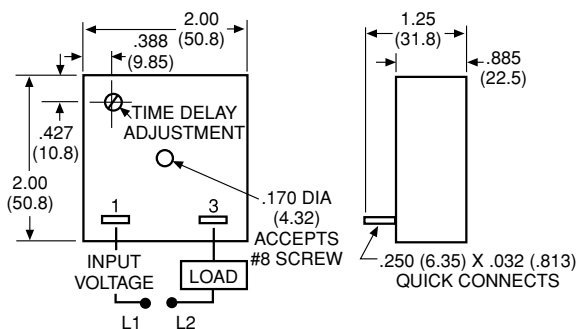 2.00
(50.8)
.388
(9.85)
TIME DELAY
ADJUSTMENT
.427
(10.8)
2.00
(50.8)
1
3
.170 DIA
(4.32)
ACCEPTS
#8 SCREW
INPUT
VOLTAGE
LOAD
L1
L2
1.25
(31.8)
.885
(22.5)
.250 (6.35) X .032 (.813)
QUICK CONNECTS